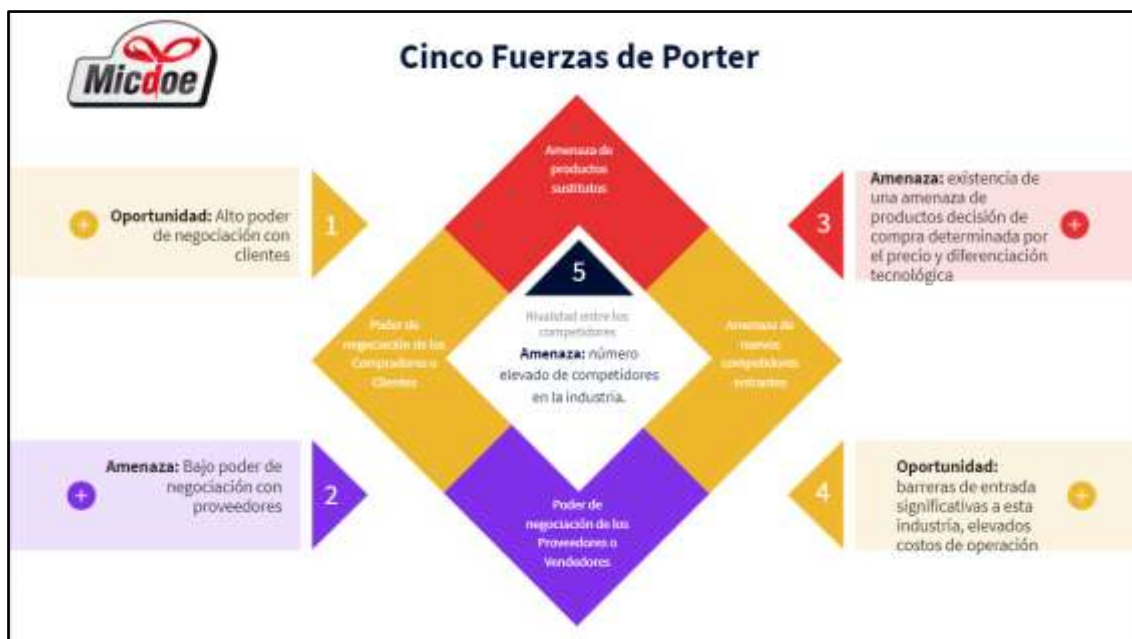 Micdoe
Cinco Fuerzas de Porter
Oportunidad: Alto poder
de negociación con
clientes
1
Amenaza: Bajo poder de
negociación con
proveedores
2
Amenaza de
productos
sustitutos
Poder de
negociación de los
Compradores o
Clientes
5
Rivalidad entre los
competidores
Amenaza: número
elevado de competidores
en la industria.
Amenaza de
nuevos
competidores
entrantes
Poder de
negociación de los
Proveedores o
Vendedores
3
Amenaza: existencia de
una amenaza de
productos decisión de
compra determinada por
el precio y diferenciación
tecnológica
4
Oportunidad:
barreras de entrada
significativas a esta
industria, elevados
costos de operación